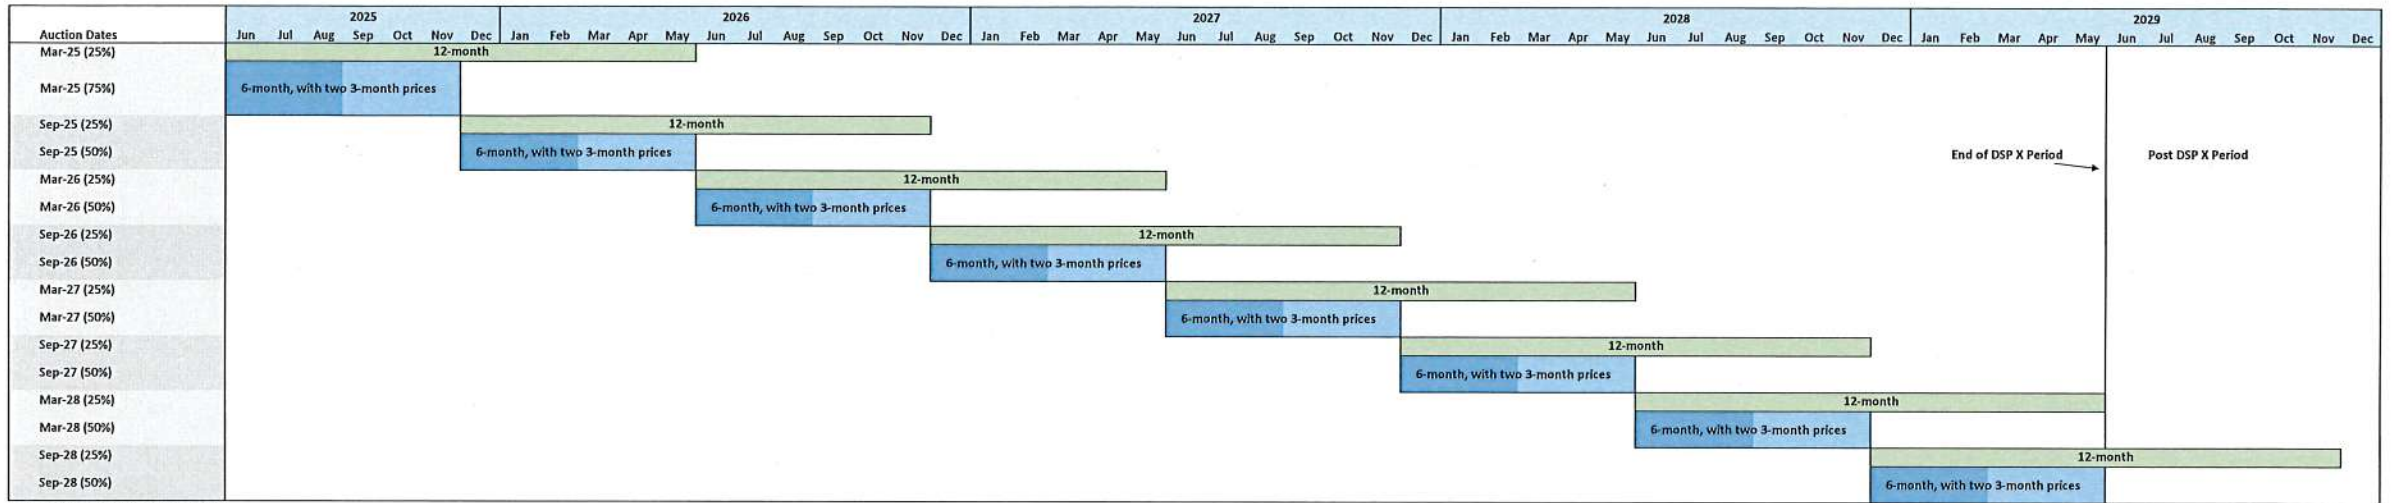 2025 2026 2027 2028 2029
Auction Dates Jun Jul Aug Sep Oct Nov Dec Jan Feb Mar Apr May Jun Jul Aug Sep Oct Nov Dec Jan Feb Mar Apr May Jun Jul Aug Sep Oct Nov Dec Jan Feb Mar Apr May Jun Jul Aug Sep Oct Nov Dec Jan Feb Mar Apr May Jun Jul Aug Sep Oct Nov Dec
Mar-25 (25%) 12-month
Mar-25 (75%) 6-month, with two 3-month prices
Sep-25 (25%) 12-month
Sep-25 (50%) 6-month, with two 3-month prices
End of DSP X Period Post DSP X Period
Mar-26 (25%) 12-month
Mar-26 (50%) 6-month, with two 3-month prices
Sep-26 (25%) 12-month
Sep-26 (50%) 6-month, with two 3-month prices
Mar-27 (25%) 12-month
Mar-27 (50%) 6-month, with two 3-month prices
Sep-27 (25%) 12-month
Sep-27 (50%) 6-month, with two 3-month prices
Mar-28 (25%) 12-month
Mar-28 (50%) 6-month, with two 3-month prices
Sep-28 (25%) 12-month
Sep-28 (50%) 6-month, with two 3-month prices